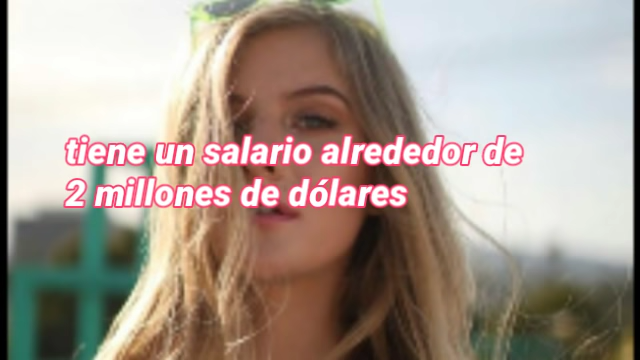 tiene un salario alrededor de
2 millones de dólares